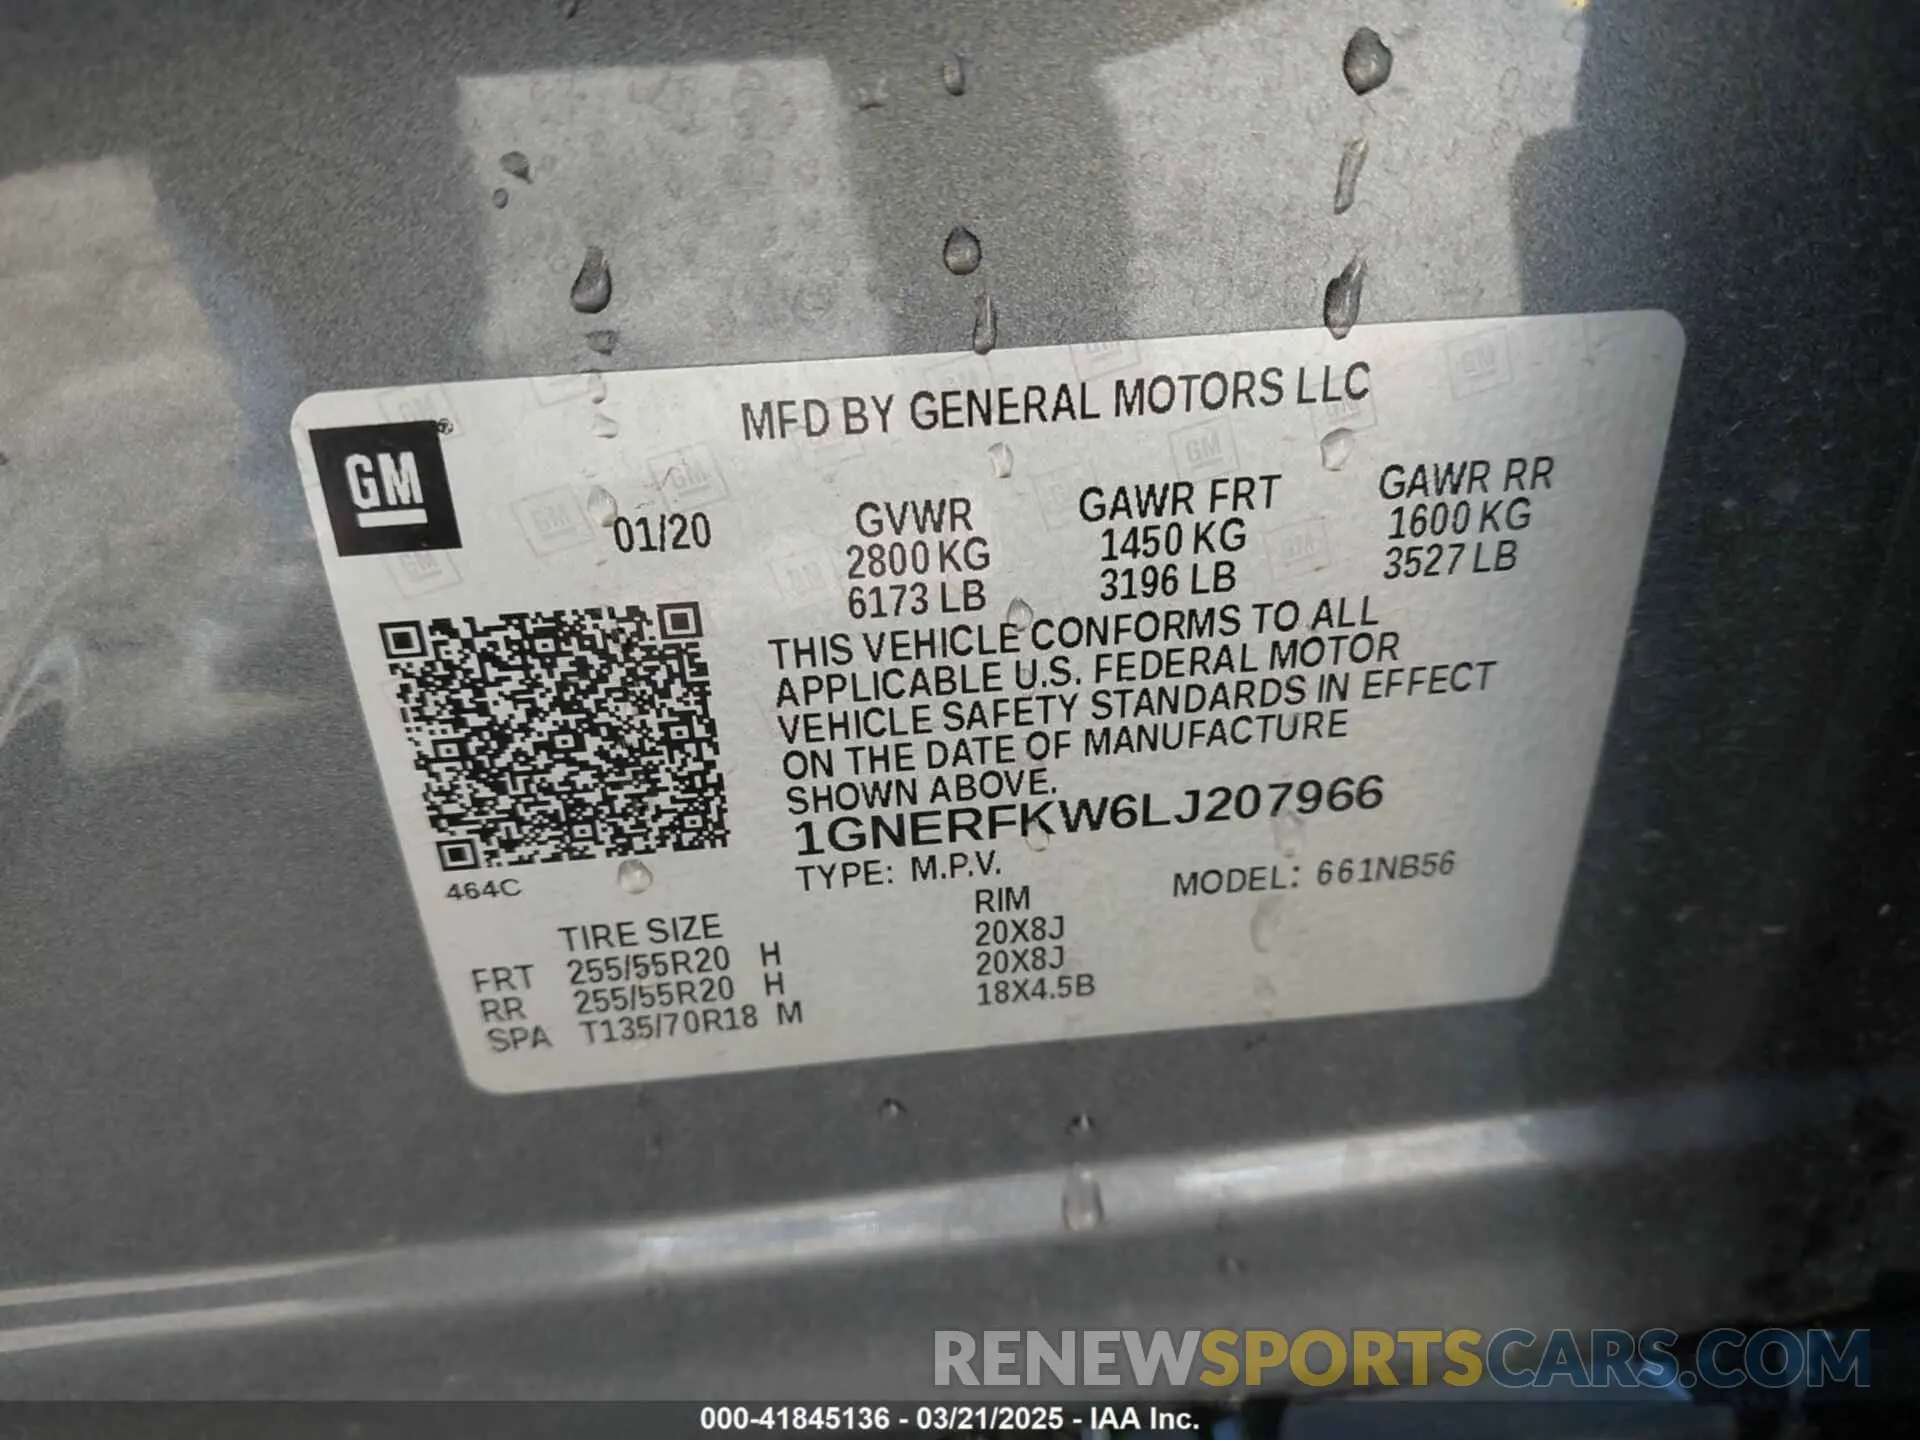 MFD BY GENERAL MOTORS LLC
GM
01/20
GVWR
2800 KG
6173 LB
GAWR FRT
1450 KG
3196 LB
GAWR RR
1600 KG
3527 LB
THIS VEHICLE CONFORMS TO ALL
APPLICABLE U.S. FEDERAL MOTOR
VEHICLE SAFETY STANDARDS IN EFFECT
ON THE DATE OF MANUFACTURE
SHOWN ABOVE.
1GNERFKW6LJ207966
TYPE: M.P.V.
MODEL: 661NB56
464C
TIRE SIZE RIM
FRT 255/55R20 H 20X8J
RR 255/55R20 H 20X8J
SPA T135/70R18 M 18X4.5B
RENEWSPORTSCARS.COM
000-41845136 - 03/21/2025 - IAA Inc.